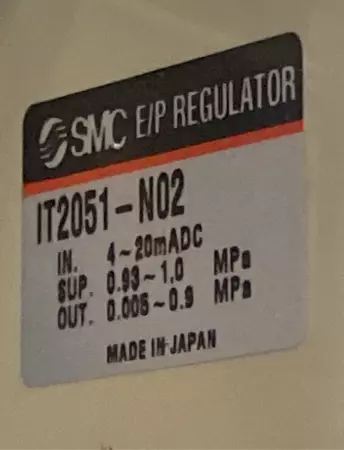 SMC E/P REGULATOR
IT2051-N02
IN. 4~20mADC
SUP. 0.93~1.0 MPa
OUT. 0.005~0.9 MPa
MADE IN JAPAN